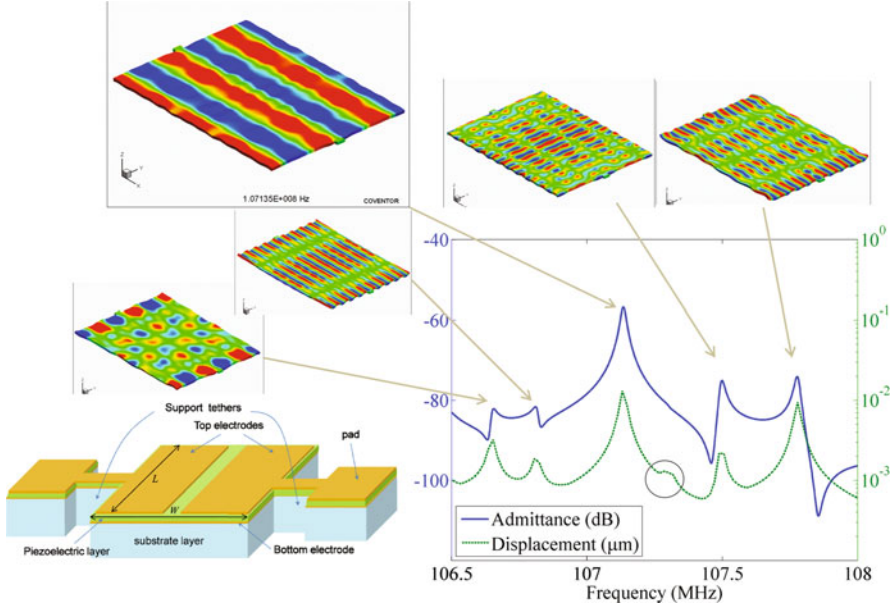 1.07135E+008 Hz
COVENTOR
Support tethers
Top electrodes
pad
L
W
Piezoelectric layer
substrate layer
Bottom electrode
-40
-60
-80
-100
10^0
10^-1
10^-2
10^-3
Admittance (dB)
Displacement (μm)
106.5
107
107.5
108
Frequency (MHz)